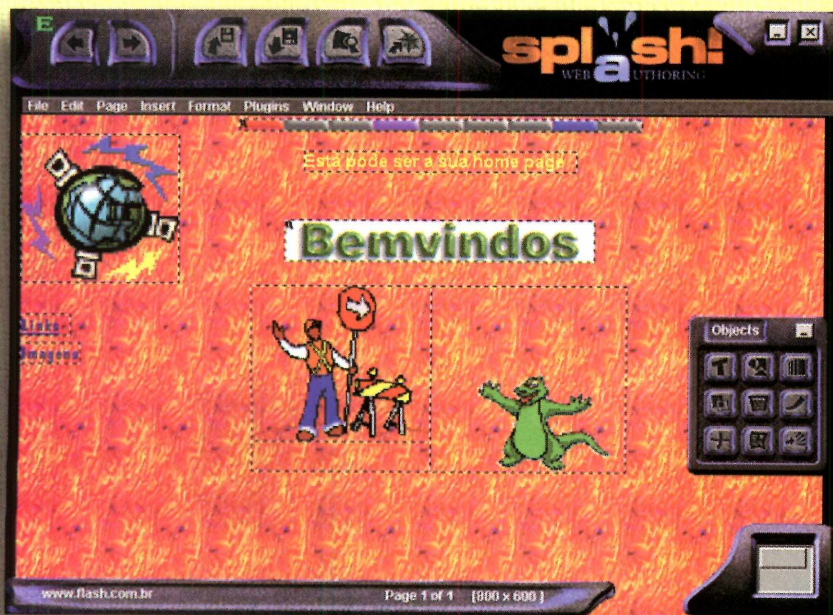 E
splash!
WEB AUTHORING
File Edit Page Insert Format Plugins Window Help
Esta pode ser a sua home page
Bemvindos
Links
Imagens
Objects
T
www.flash.com.br
Page 1 of 1 [800 x 600]